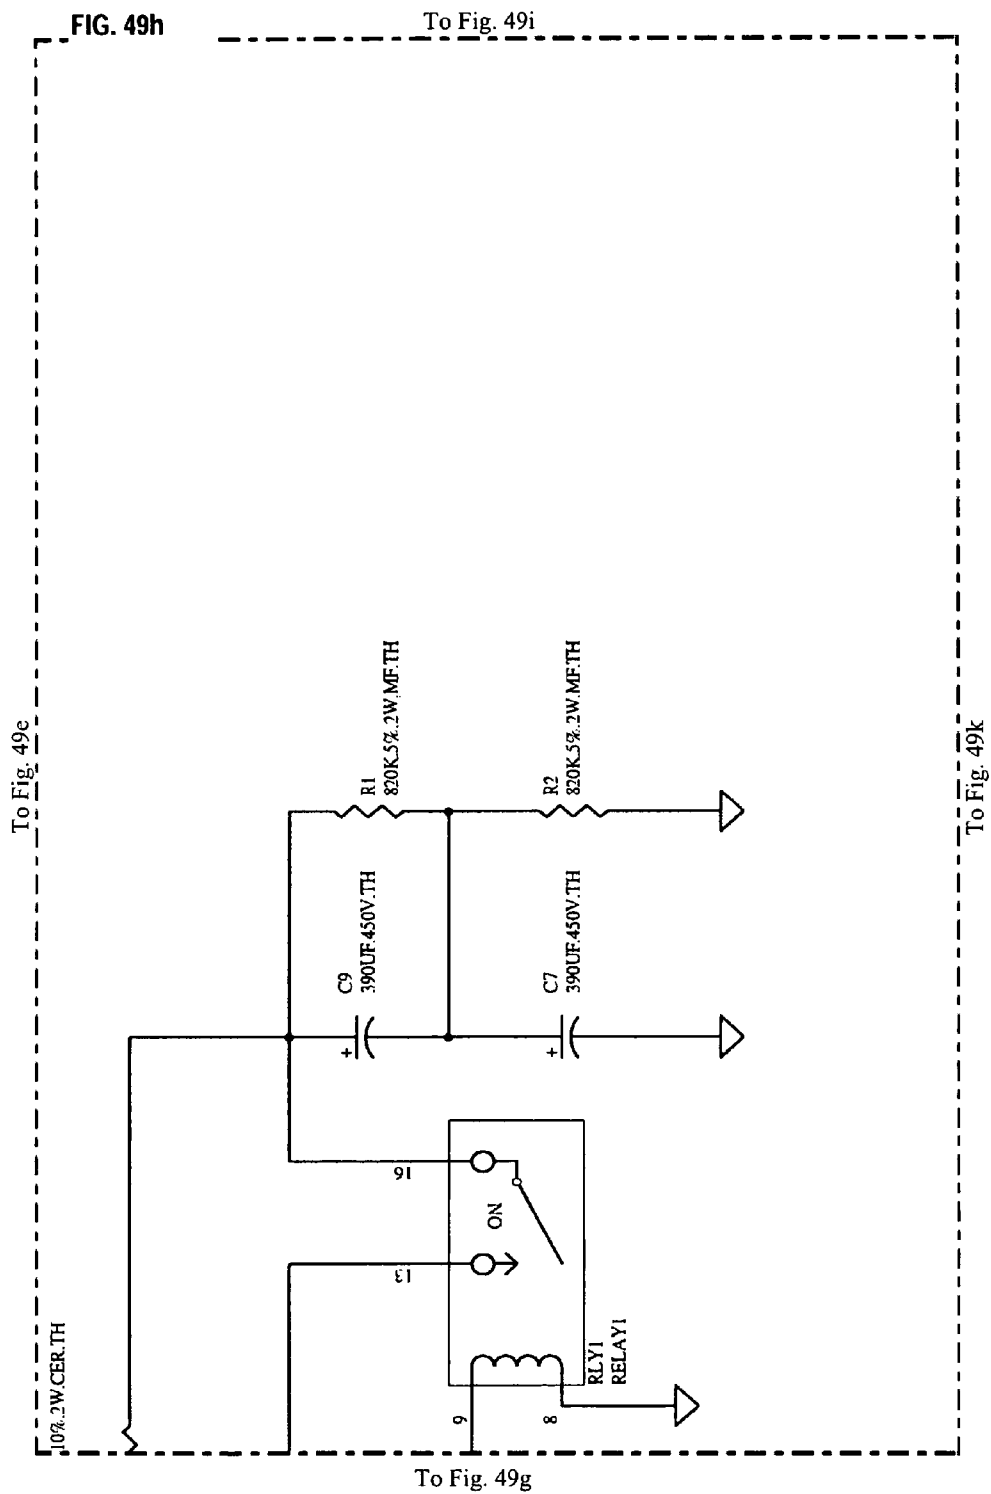 FIG. 49h
To Fig. 49i
To Fig. 49e
To Fig. 49k
R1
820K.5%.2W.MF.TH
R2
820K.5%.2W.MF.TH
C9
390UF.450V.TH
+
C7
390UF.450V.TH
+
16
NO
13
10%.2W.CER.TH
RLY1
RELAY1
9
8
To Fig. 49g